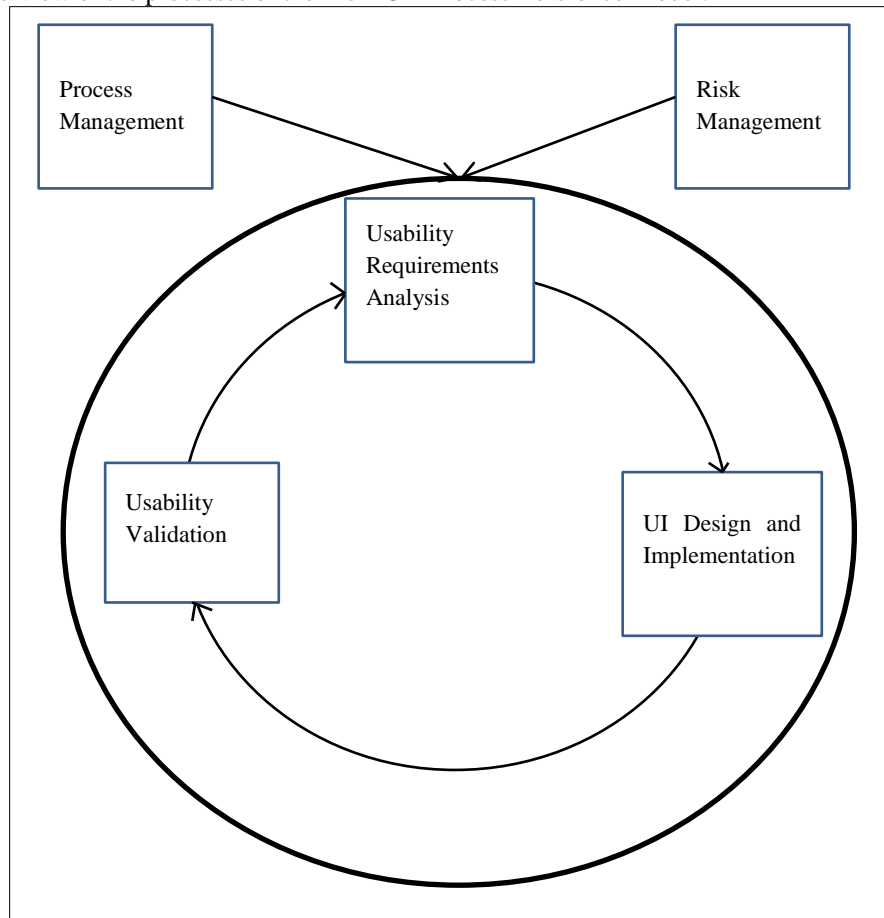 Process
Management
Risk
Management
Usability
Requirements
Analysis
Usability
Validation
UI Design and
Implementation